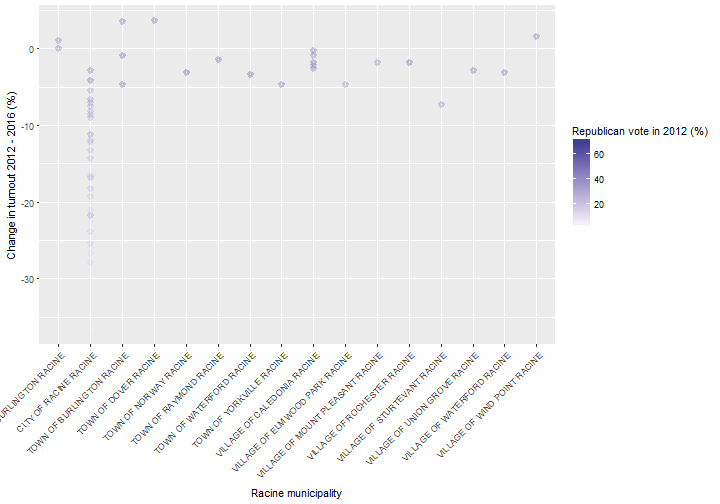 Change in turnout 2012 - 2016 (%)
0
-10
-20
-30
BURLINGTON RACINE
CITY OF RACINE RACINE
TOWN OF BURLINGTON RACINE
TOWN OF DOVER RACINE
TOWN OF NORWAY RACINE
TOWN OF RAYMOND RACINE
TOWN OF WATERFORD RACINE
TOWN OF YORKVILLE RACINE
VILLAGE OF CALEDONIA RACINE
VILLAGE OF ELMWOOD PARK RACINE
VILLAGE OF MOUNT PLEASANT RACINE
VILLAGE OF ROCHESTER RACINE
VILLAGE OF STURTEVANT RACINE
VILLAGE OF UNION GROVE RACINE
VILLAGE OF WATERFORD RACINE
VILLAGE OF WIND POINT RACINE
Racine municipality
Republican vote in 2012 (%)
60
40
20